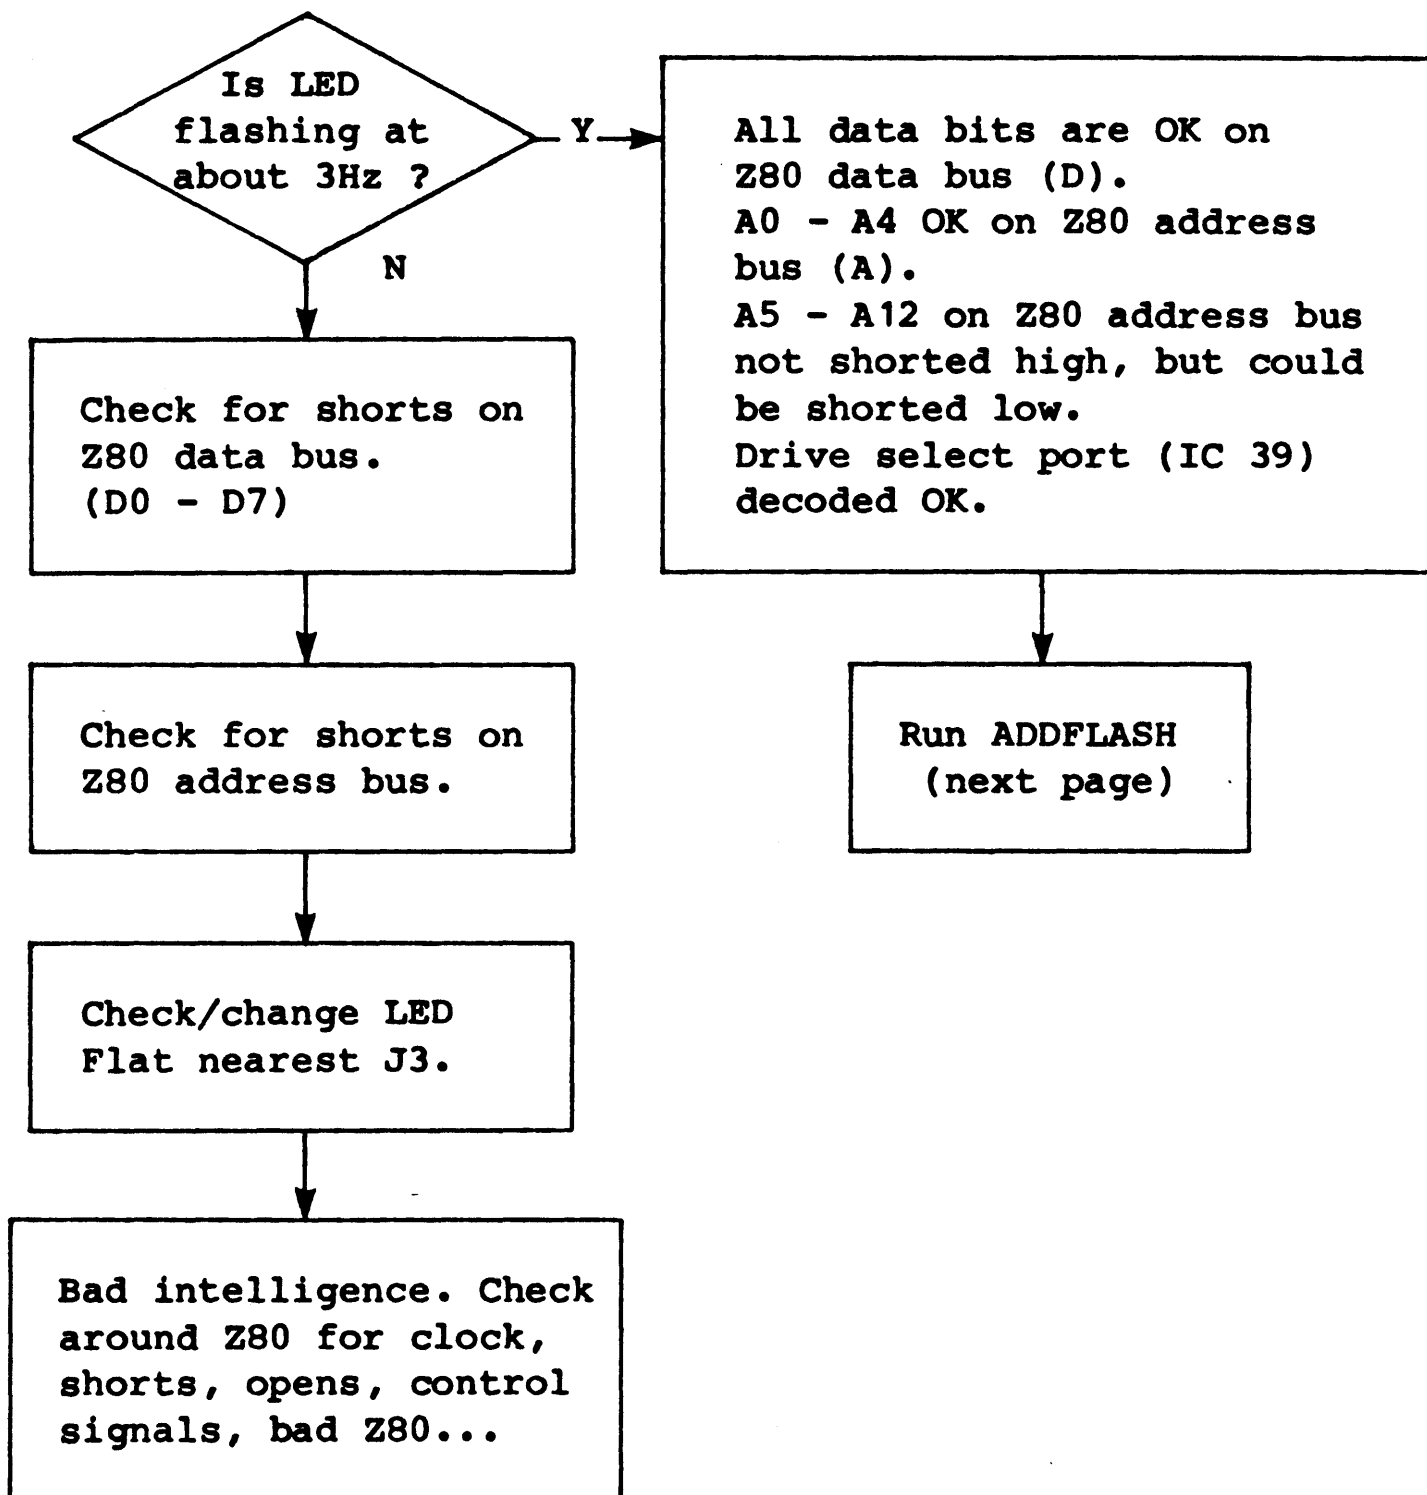 Is LED
flashing at
about 3Hz ?
Y
N
All data bits are OK on
Z80 data bus (D).
A0 - A4 OK on Z80 address
bus (A).
A5 - A12 on Z80 address bus
not shorted high, but could
be shorted low.
Drive select port (IC 39)
decoded OK.
Run ADDFLASH
(next page)
Check for shorts on
Z80 data bus.
(D0 - D7)
Check for shorts on
Z80 address bus.
Check/change LED
Flat nearest J3.
Bad intelligence. Check
around Z80 for clock,
shorts, opens, control
signals, bad Z80...